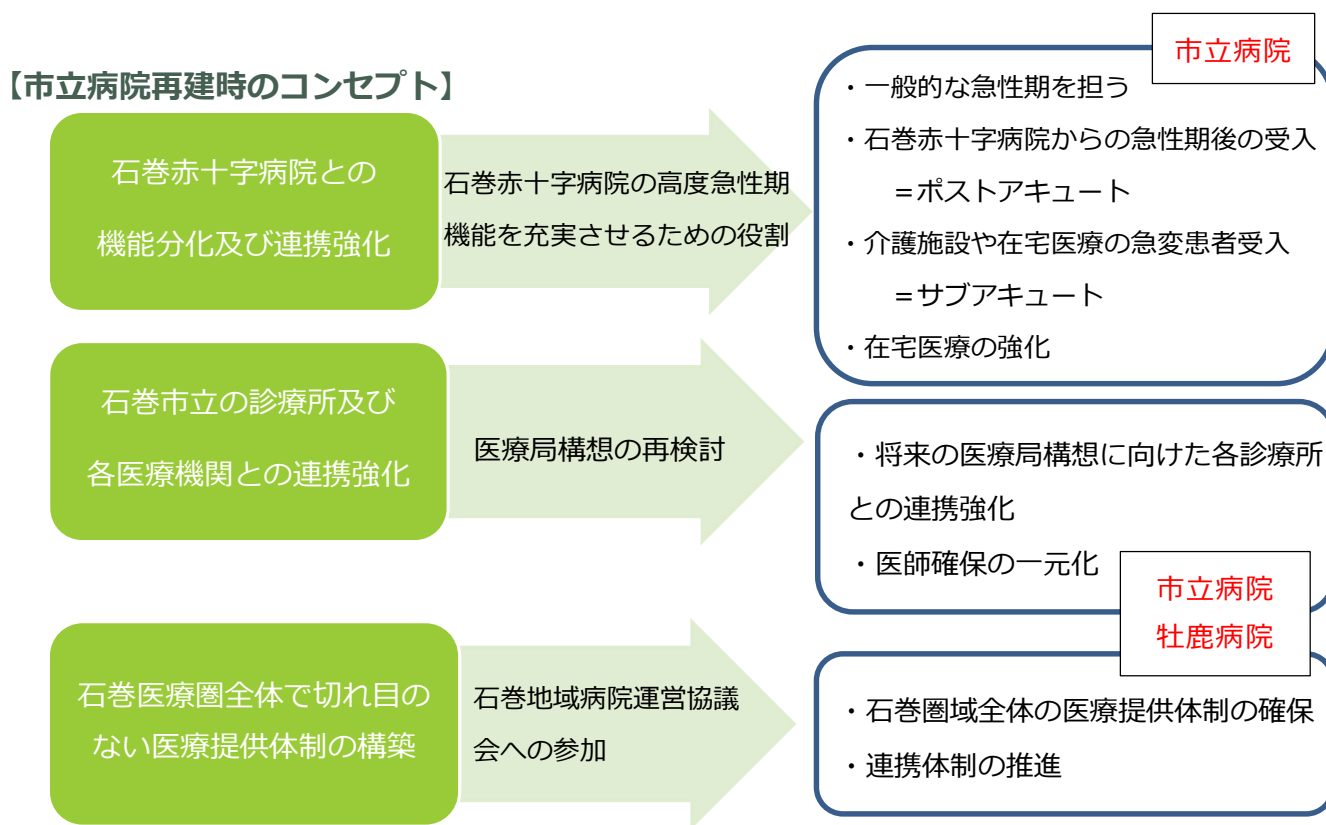 【市立病院再建時のコンセプト】
石巻赤十字病院との
機能分化及び連携強化
石巻赤十字病院の高度急性期
機能を充実させるための役割
市立病院
・一般的な急性期を担う
・石巻赤十字病院からの急性期後の受入
＝ポストアキュート
・介護施設や在宅医療の急変患者受入
＝サブアキュート
・在宅医療の強化
石巻市立の診療所及び
各医療機関との連携強化
医療局構想の再検討
・将来の医療局構想に向けた各診療所
との連携強化
・医師確保の一元化
市立病院
牡鹿病院
石巻医療圏全体で切れ目の
ない医療提供体制の構築
石巻地域病院運営協議
会への参加
・石巻圏域全体の医療提供体制の確保
・連携体制の推進